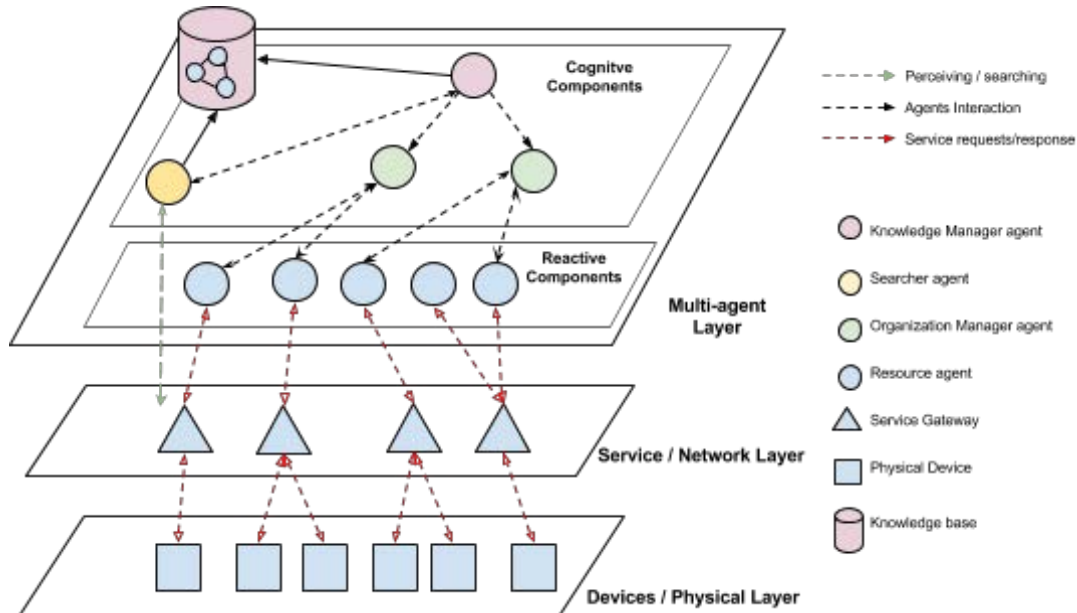 Cognitve
Components
Reactive
Components
Multi-agent
Layer
Service / Network Layer
Devices / Physical Layer
Perceiving / searching
Agents Interaction
Service requests/response
Knowledge Manager agent
Searcher agent
Organization Manager agent
Resource agent
Service Gateway
Physical Device
Knowledge base